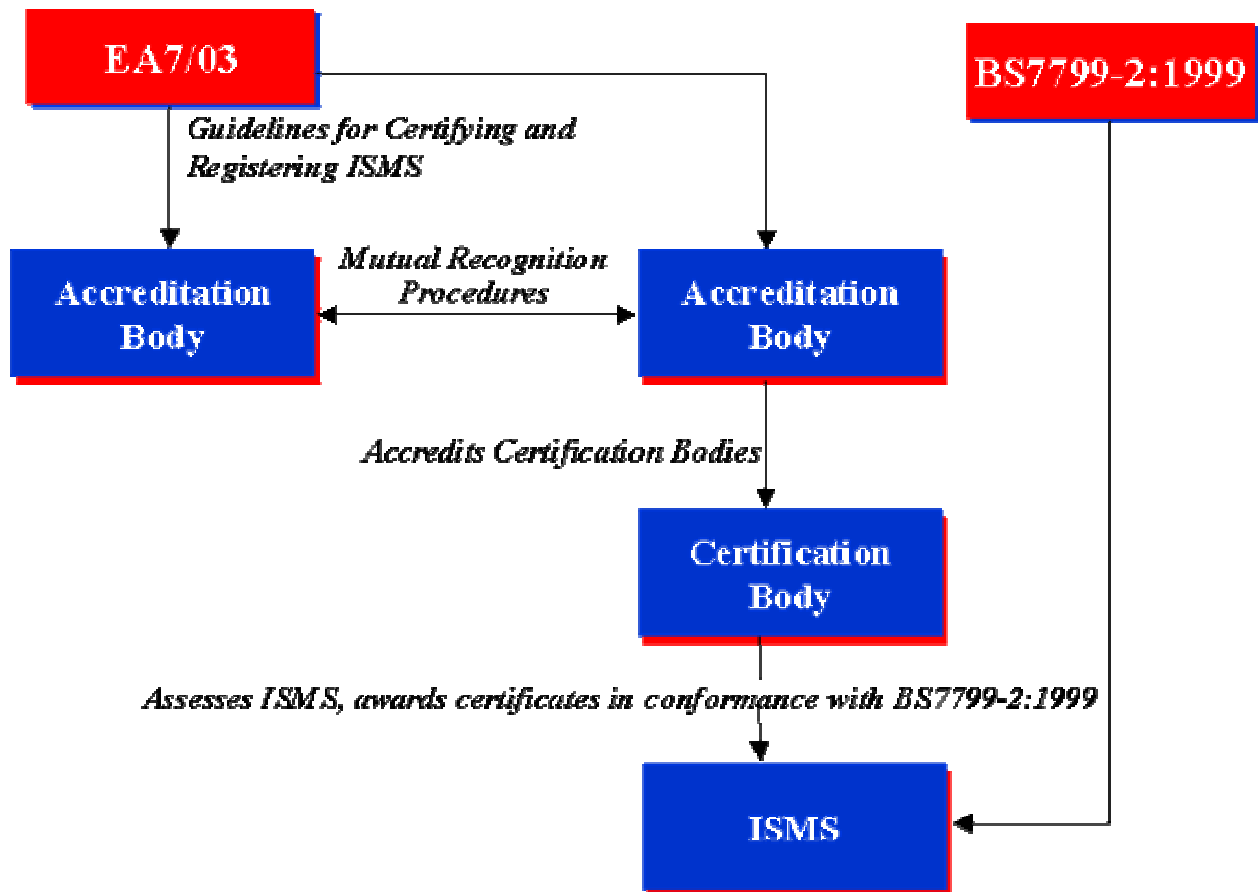 EA7/03
BS7799-2:1999
Guidelines for Certifying and
Registering ISMS
Accreditation
Body
Mutual Recognition
Procedures
Accreditation
Body
Accredits Certification Bodies
Certification
Body
Assesses ISMS, awards certificates in conformance with BS7799-2:1999
ISMS